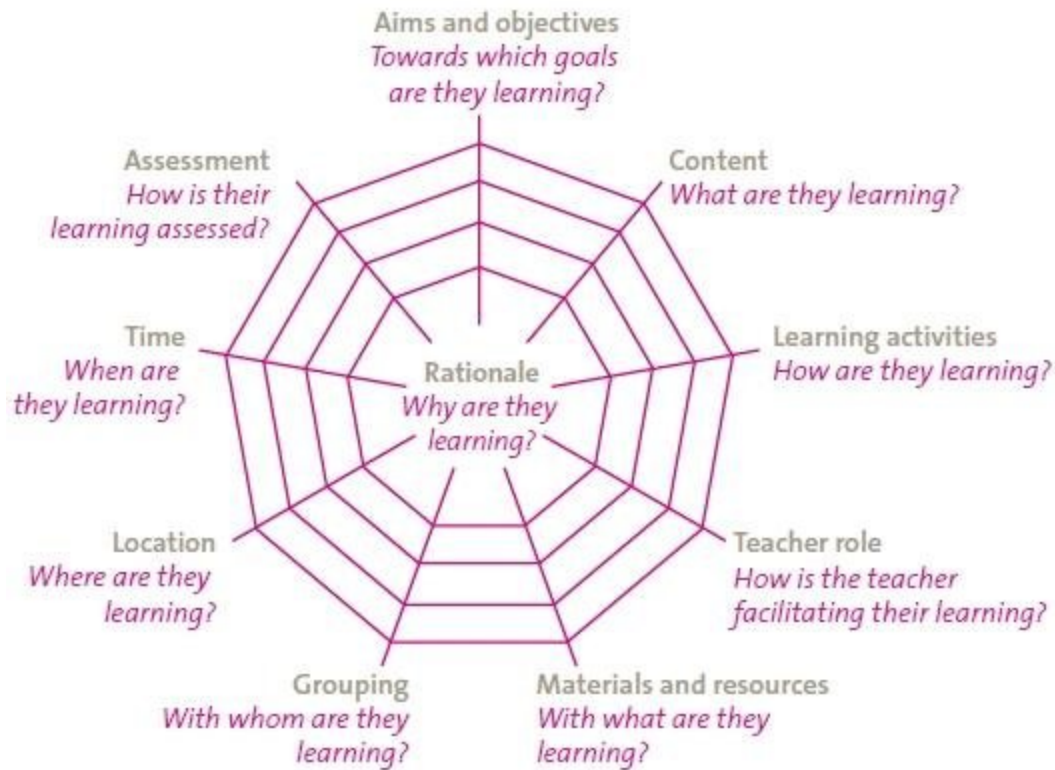 Aims and objectives
Towards which goals
are they learning?
Assessment
How is their
learning assessed?
Content
What are they learning?
Time
When are
they learning?
Rationale
Why are they
learning?
Learning activities
How are they learning?
Location
Where are they
learning?
Teacher role
How is the teacher
facilitating their learning?
Grouping
With whom are they
learning?
Materials and resources
With what are they
learning?